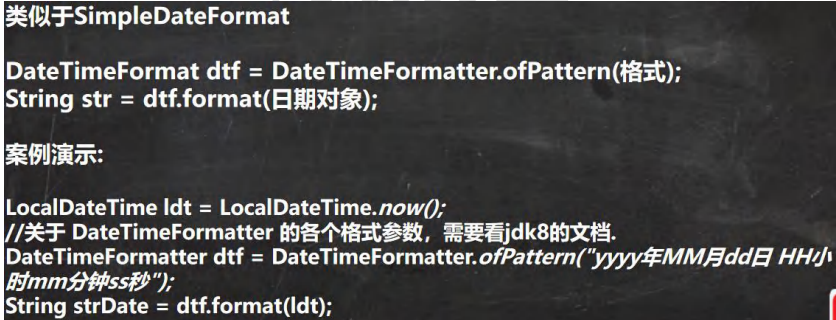 类似于SimpleDateFormat
DateTimeFormat dtf = DateTimeFormatter.ofPattern(格式);
String str = dtf.format(日期对象);
案例演示:
LocalDateTime ldt = LocalDateTime.now();
//关于 DateTimeFormatter 的各个格式参数，需要看jdk8的文档.
DateTimeFormatter dtf = DateTimeFormatter.ofPattern("yyyy年MM月dd日 HH小
时mm分钟ss秒");
String strDate = dtf.format(ldt);